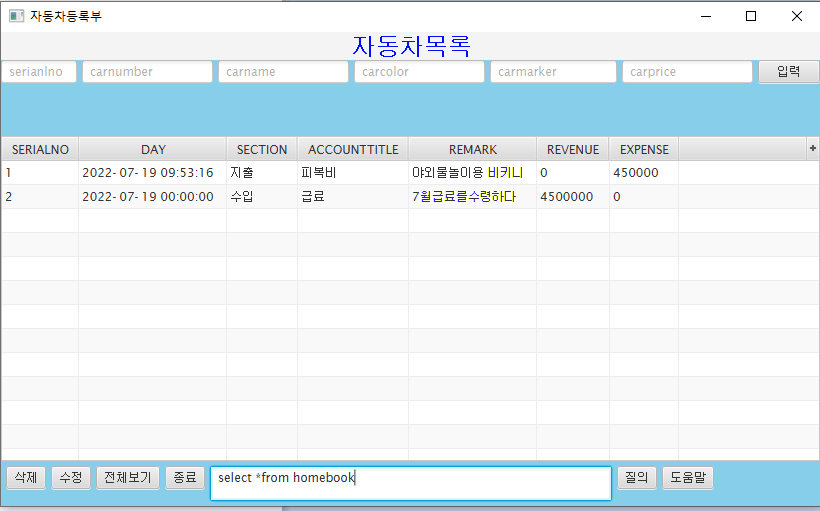 자동차등록부
자동차목록
serianlno carnumber carname carcolor carmarker carprice 입력
SERIALNO DAY SECTION ACCOUNTTITLE REMARK REVENUE EXPENSE +
1 2022- 07- 19 09:53:16 지출 피복비 야외물놀이용 비키니 0 450000
2 2022- 07- 19 00:00:00 수입 급료 7월급료를수령하다 4500000 0
삭제 수정 전체보기 종료 select *from homebook 질의 도움말